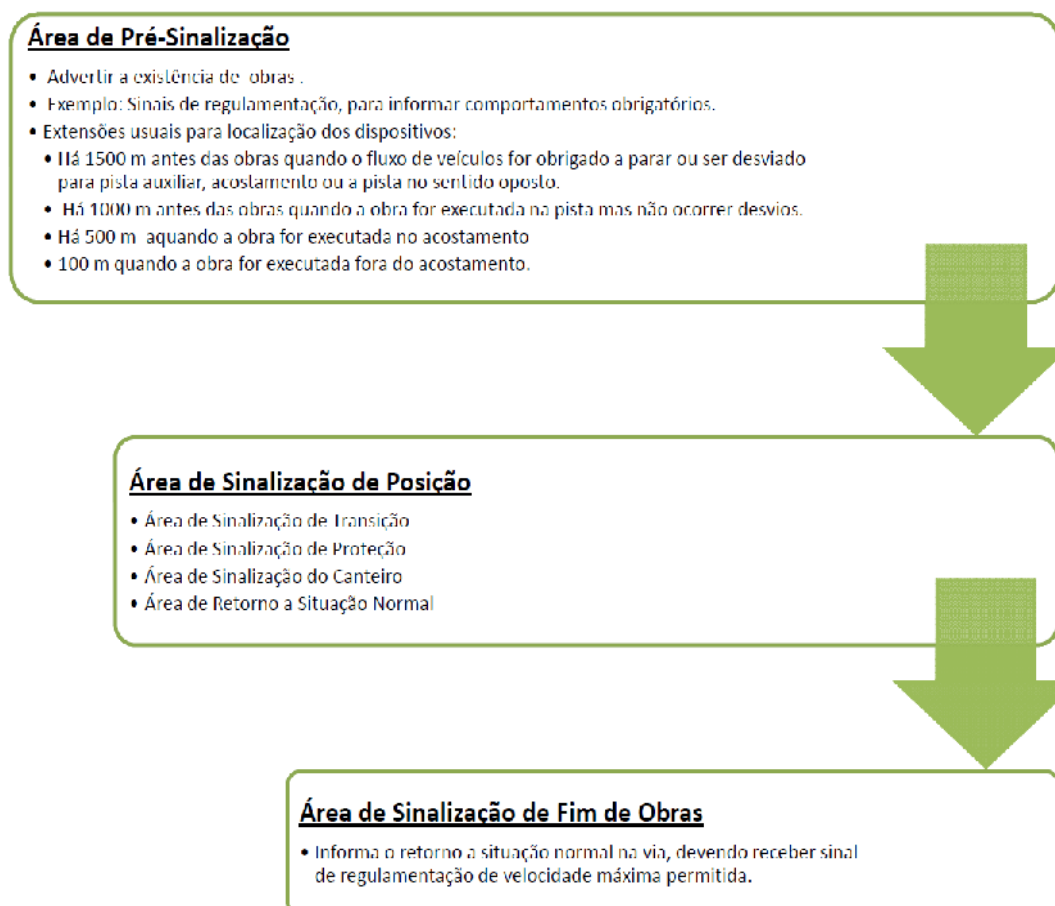 Área de Pré-Sinalização
• Advertir a existência de obras .
• Exemplo: Sinais de regulamentação, para informar comportamentos obrigatórios.
• Extensões usuais para localização dos dispositivos:
• Há 1500 m antes das obras quando o fluxo de veículos for obrigado a parar ou ser desviado
para pista auxiliar, acostamento ou a pista no sentido oposto.
• Há 1000 m antes das obras quando a obra for executada na pista mas não ocorrer desvios.
• Há 500 m aquando a obra for executada no acostamento
• 100 m quando a obra for executada fora do acostamento.
Área de Sinalização de Posição
• Área de Sinalização de Transição
• Área de Sinalização de Proteção
• Área de Sinalização do Canteiro
• Área de Retorno a Situação Normal
Área de Sinalização de Fim de Obras
• Informa o retorno a situação normal na via, devendo receber sinal
de regulamentação de velocidade máxima permitida.